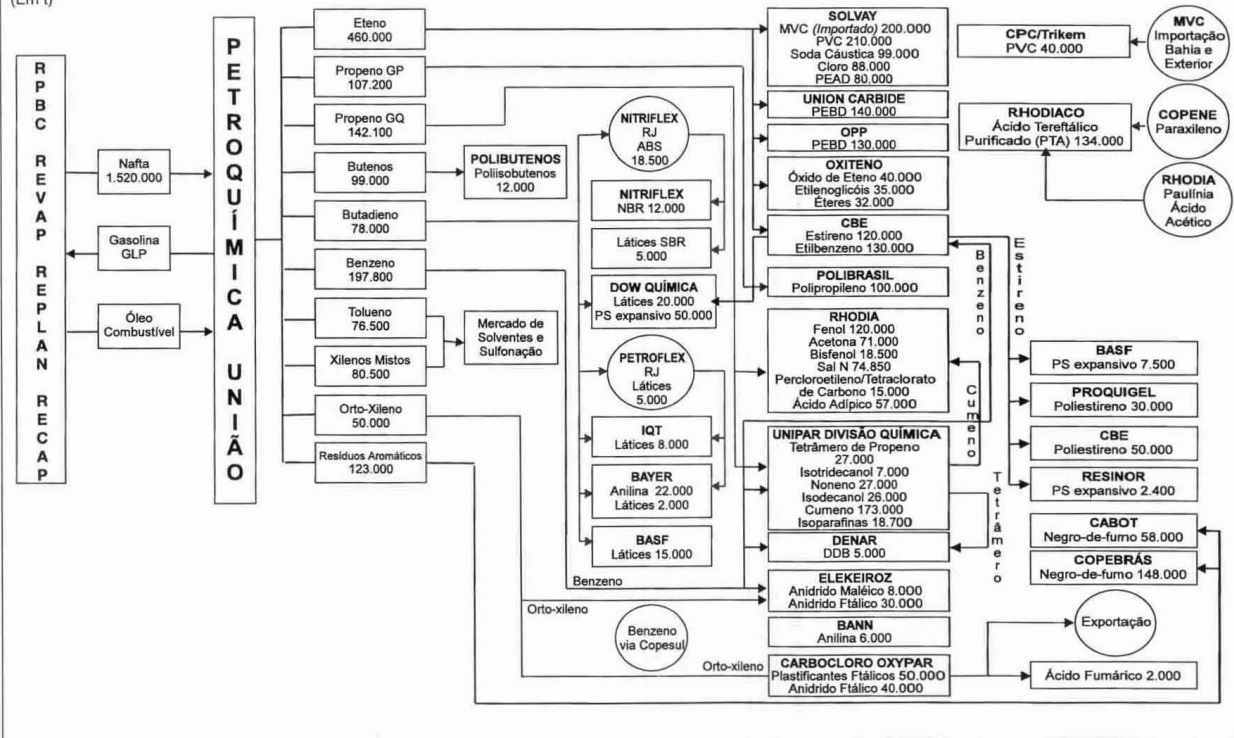 (Em t)
RPBC REVAP REPLAN RECAP
Nafta
1.520.000
Gasolina
GLP
Óleo
Combustível
PETROQUÍMICA UNIÃO
Eteno
460.000
Propeno GP
107.200
Propeno GQ
142.100
Butenos
99.000
Butadieno
78.000
Benzeno
197.800
Tolueno
76.500
Xilenos Mistos
80.500
Orto-Xileno
50.000
Resíduos Aromáticos
123.000
POLIBUTENOS
Poliisobutenos
12.000
Mercado de
Solventes e
Sulfonação
NITRIFLEX
RJ
ABS
18.500
NITRIFLEX
NBR 12.000
Látices SBR
5.000
DOW QUÍMICA
Látices 20.000
PS expansivo 50.000
PETROFLEX
RJ
Látices
5.000
IQT
Látices 8.000
BAYER
Anilina 22.000
Látices 2.000
BASF
Látices 15.000
Benzeno
Orto-xileno
Benzeno
via Copesul
Orto-xileno
SOLVAY
MVC (Importado) 200.000
PVC 210.000
Soda Cáustica 99.000
Cloro 88.000
PEAD 80.000
UNION CARBIDE
PEBD 140.000
OPP
PEBD 130.000
OXITENO
Óxido de Eteno 40.000
Etilenoglicóis 35.000
Éteres 32.000
CBE
Estireno 120.000
Etilbenzeno 130.000
POLIBRASIL
Polipropileno 100.000
RHODIA
Fenol 120.000
Acetona 71.000
Bisfenol 18.500
Sal N 74.850
Percloroetileno/Tetraclorato
de Carbono 15.000
Ácido Adípico 57.000
UNIPAR DIVISÃO QUÍMICA
Tetrâmero de Propeno
27.000
Isotridecanol 7.000
Noneno 27.000
Isodecanol 26.000
Cumeno 173.000
Isoparafinas 18.700
DENAR
DDB 5.000
ELEKEIROZ
Anidrido Maléico 8.000
Anidrido Ftálico 30.000
BANN
Anilina 6.000
CARBOCLORO OXYPAR
Plastificantes Ftálicos 50.000
Anidrido Ftálico 40.000
Benzeno
Estireno
Cumeno
Tetrâmero
CPC/Trikem
PVC 40.000
MVC
Importação
Bahia e
Exterior
RHODIACO
Ácido Tereftálico
Purificado (PTA) 134.000
COPENE
Paraxileno
RHODIA
Paulínia
Ácido
Acético
BASF
PS expansivo 7.500
PROQUIGEL
Poliestireno 30.000
CBE
Poliestireno 50.000
RESINOR
PS expansivo 2.400
CABOT
Negro-de-fumo 58.000
COPEBRÁS
Negro-de-fumo 148.000
Exportação
Ácido Fumárico 2.000